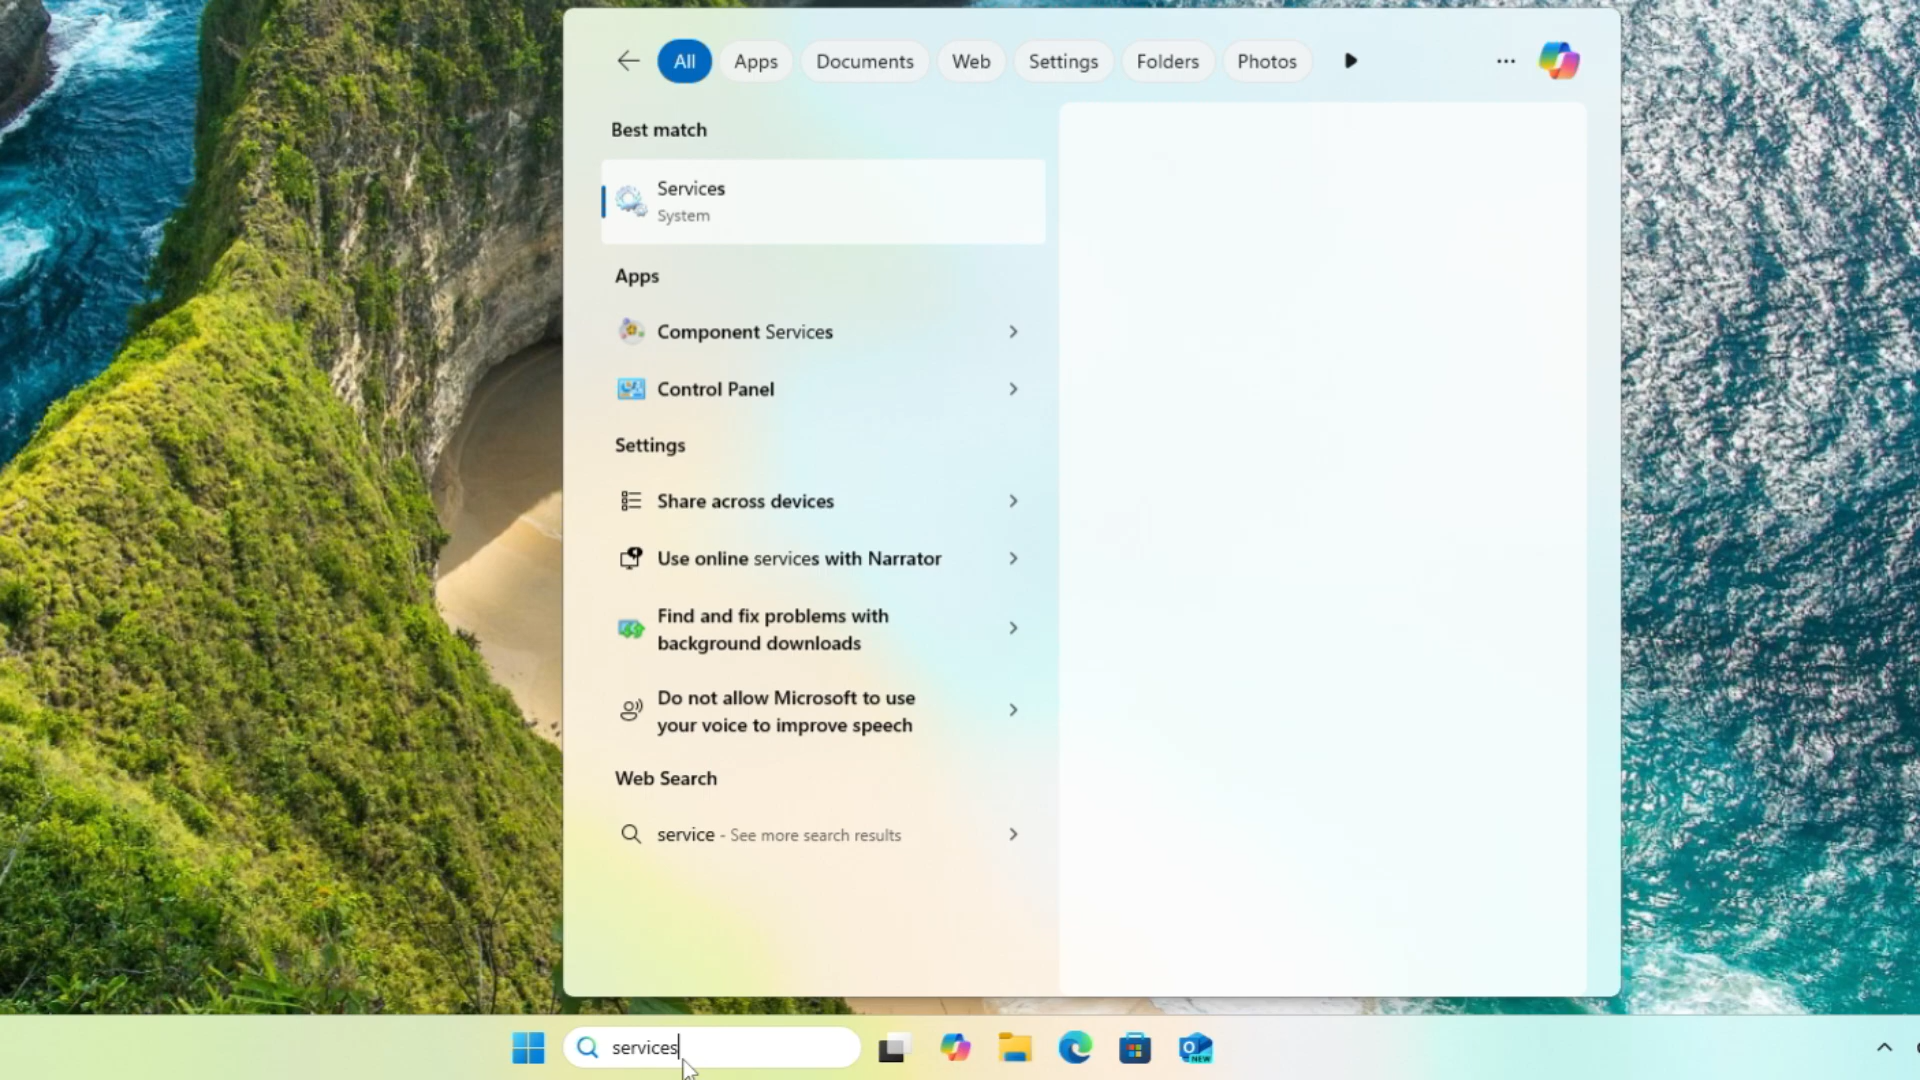 All Apps Documents Web Settings Folders Photos
Best match
Services
System
Apps
Component Services
Control Panel
Settings
Share across devices
Use online services with Narrator
Find and fix problems with
background downloads
Do not allow Microsoft to use
your voice to improve speech
Web Search
service - See more search results
services
NEW